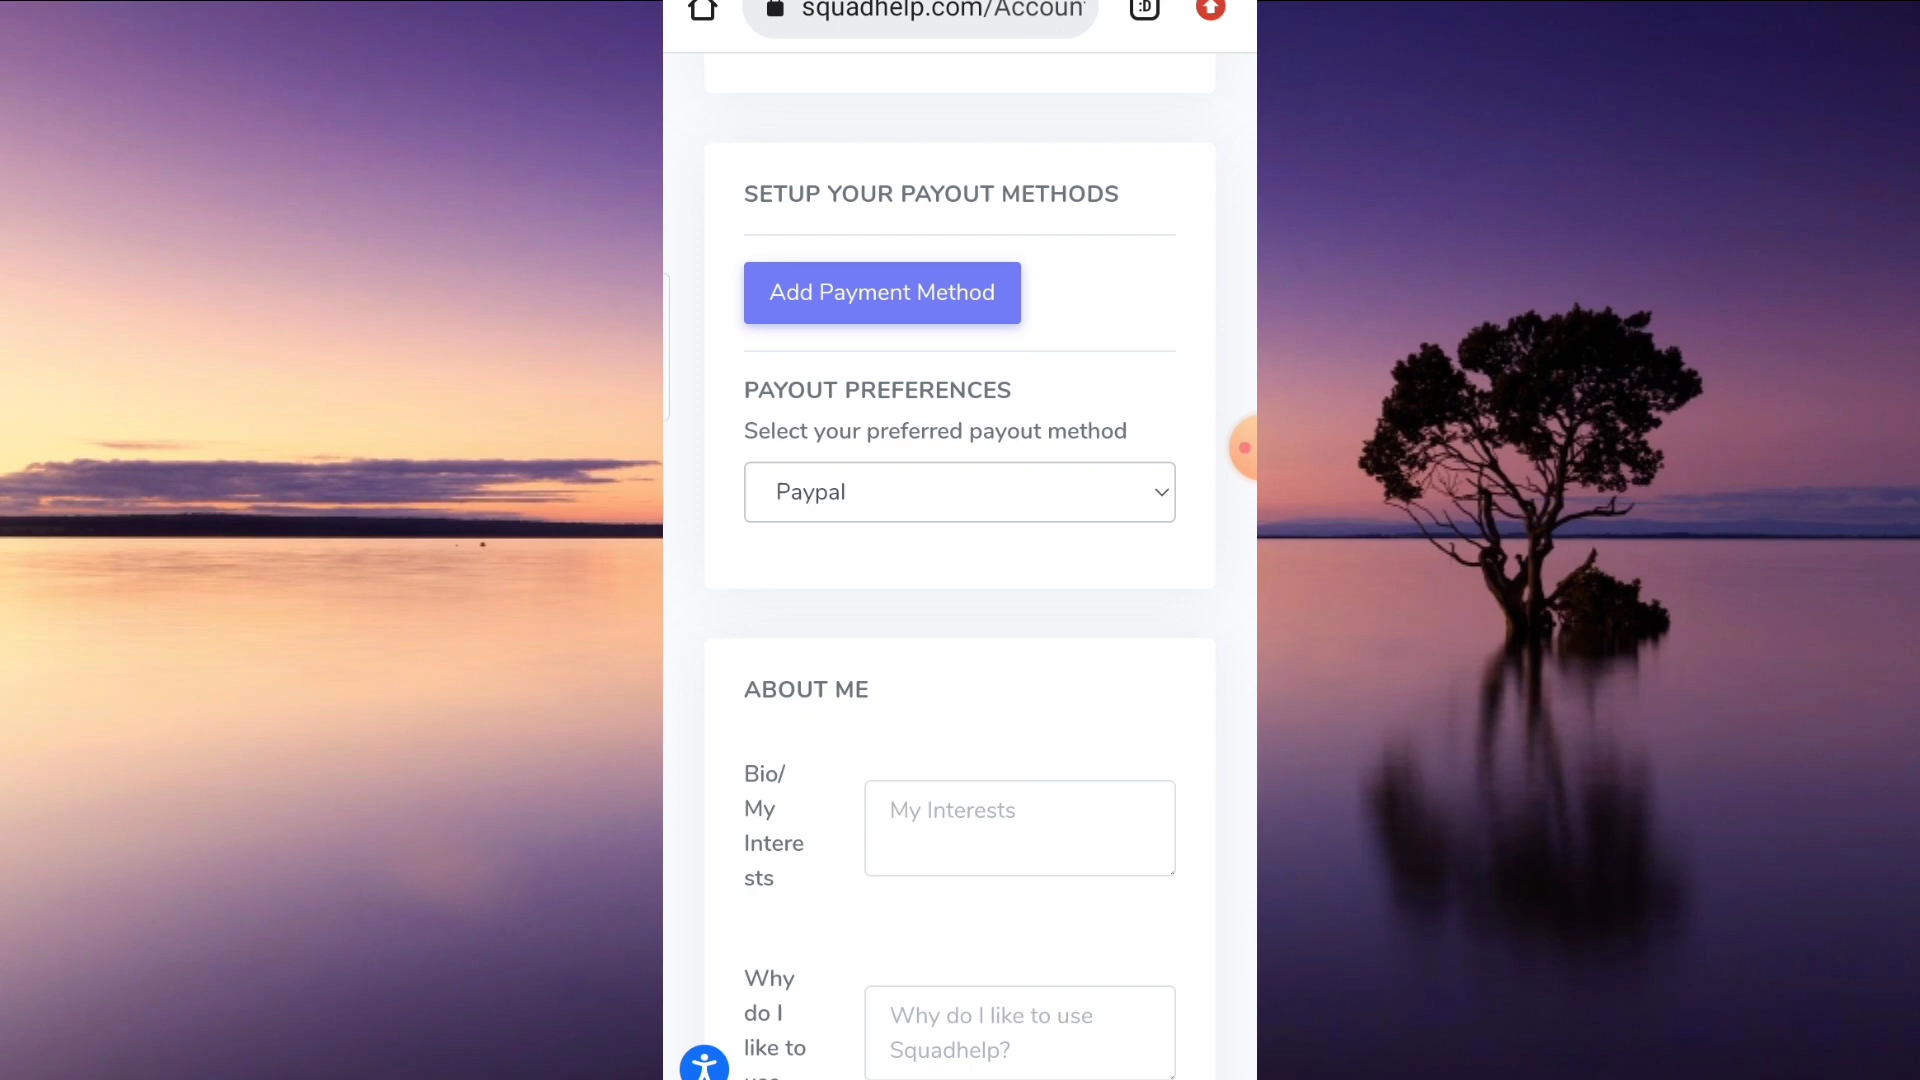 squadhelp.com/Accoun
:D
SETUP YOUR PAYOUT METHODS
Add Payment Method
PAYOUT PREFERENCES
Select your preferred payout method
Paypal
ABOUT ME
Bio/
My
Intere
sts
My Interests
Why
do I
like to
Why do I like to use
Squadhelp?